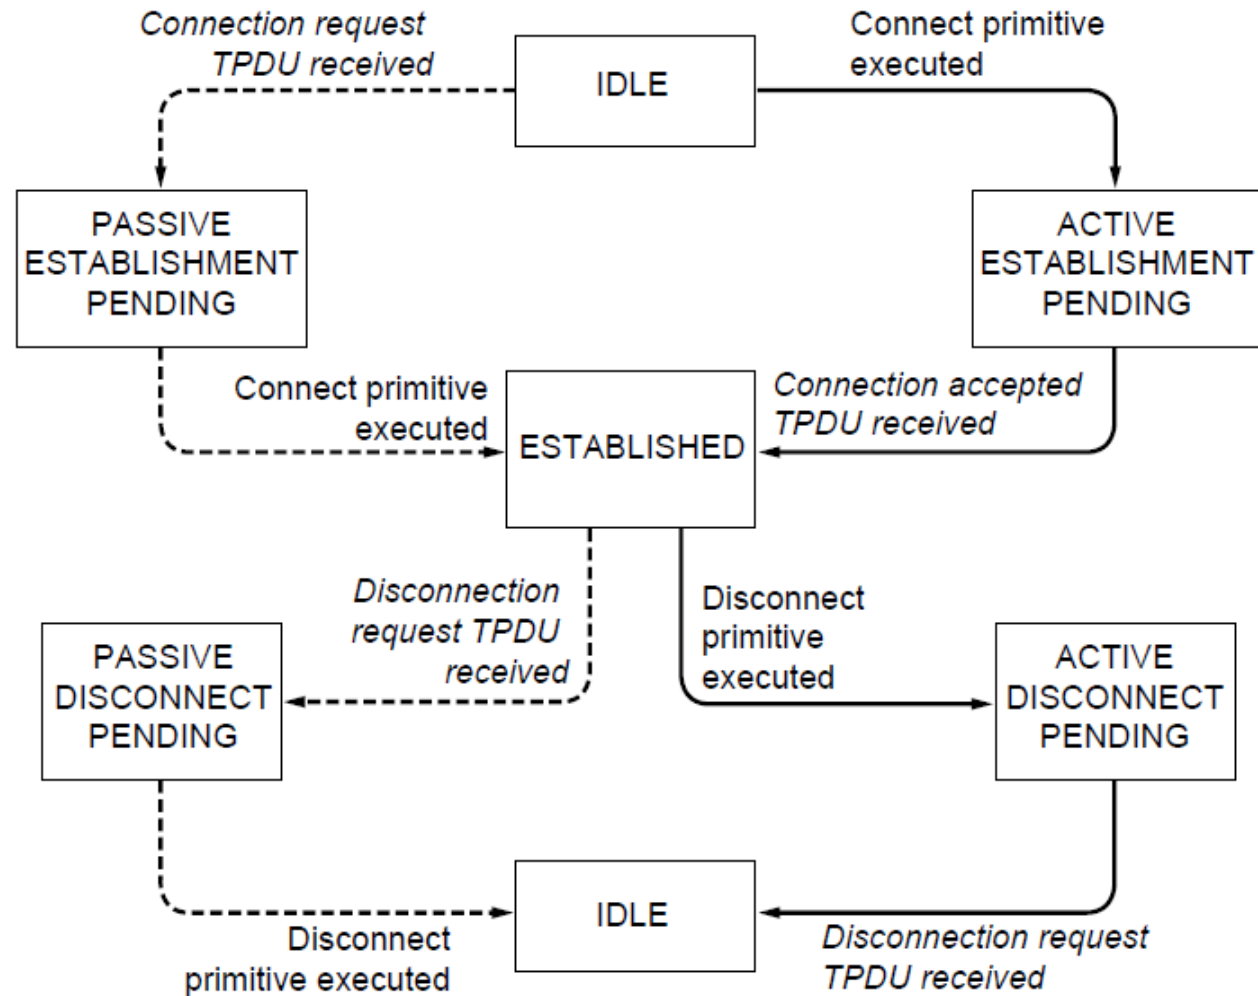 Connection request
TPDU received
IDLE
Connect primitive
executed
PASSIVE
ESTABLISHMENT
PENDING
ACTIVE
ESTABLISHMENT
PENDING
Connect primitive
executed
ESTABLISHED
Connection accepted
TPDU received
Disconnection
request TPDU
received
Disconnect
primitive
executed
PASSIVE
DISCONNECT
PENDING
ACTIVE
DISCONNECT
PENDING
IDLE
Disconnect
primitive executed
Disconnection request
TPDU received